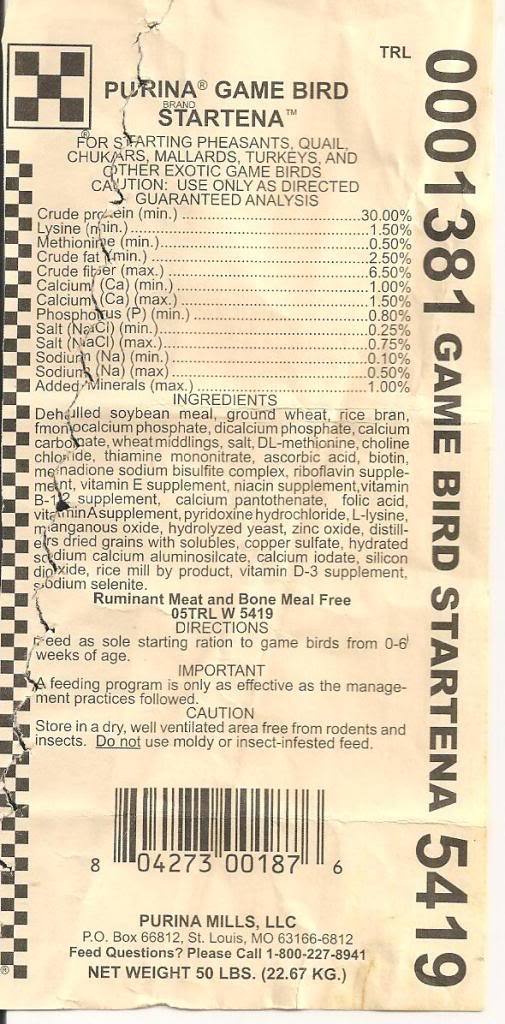 TRL
PURINA® GAME BIRD
BRAND
STARTENA™
FOR STARTING PHEASANTS, QUAIL,
CHUKARS, MALLARDS, TURKEYS, AND
OTHER EXOTIC GAME BIRDS
CAUTION: USE ONLY AS DIRECTED
GUARANTEED ANALYSIS
Crude protein (min.) ........ 30.00%
Lysine (min.) ........ 1.50%
Methionine (min.) ........ 0.50%
Crude fat (min.) ........ 2.50%
Crude fiber (max.) ........ 6.50%
Calcium (Ca) (min.) ........ 1.00%
Calcium (Ca) (max.) ........ 1.50%
Phosphorus (P) (min.) ........ 0.80%
Salt (NaCl) (min.) ........ 0.25%
Salt (NaCl) (max.) ........ 0.75%
Sodium (Na) (min.) ........ 0.10%
Sodium (Na) (max) ........ 0.50%
Added Minerals (max.) ........ 1.00%
INGREDIENTS
Dehulled soybean meal, ground wheat, rice bran,
fmonocalcium phosphate, dicalcium phosphate, calcium
carbonate, wheat middlings, salt, DL-methionine, choline
chloride, thiamine mononitrate, ascorbic acid, biotin,
menadione sodium bisulfite complex, riboflavin supple-
ment, vitamin E supplement, niacin supplement,vitamin
B-12 supplement, calcium pantothenate, folic acid,
vitaminA supplement, pyridoxine hydrochloride, L-lysine,
manganous oxide, hydrolyzed yeast, zinc oxide, distill-
ers dried grains with solubles, copper sulfate, hydrated
sodium calcium aluminosilcate, calcium iodate, silicon
dioxide, rice mill by product, vitamin D-3 supplement,
sodium selenite.
Ruminant Meat and Bone Meal Free
05TRL W 5419
DIRECTIONS
Feed as sole starting ration to game birds from 0-6
weeks of age.
IMPORTANT
A feeding program is only as effective as the manage-
ment practices followed.
CAUTION
Store in a dry, well ventilated area free from rodents and
insects. Do not use moldy or insect-infested feed.
8 04273 00187 6
PURINA MILLS, LLC
P.O. Box 66812, St. Louis, MO 63166-6812
Feed Questions? Please Call 1-800-227-8941
NET WEIGHT 50 LBS. (22.67 KG.)
0001381 GAME BIRD STARTENA 5419